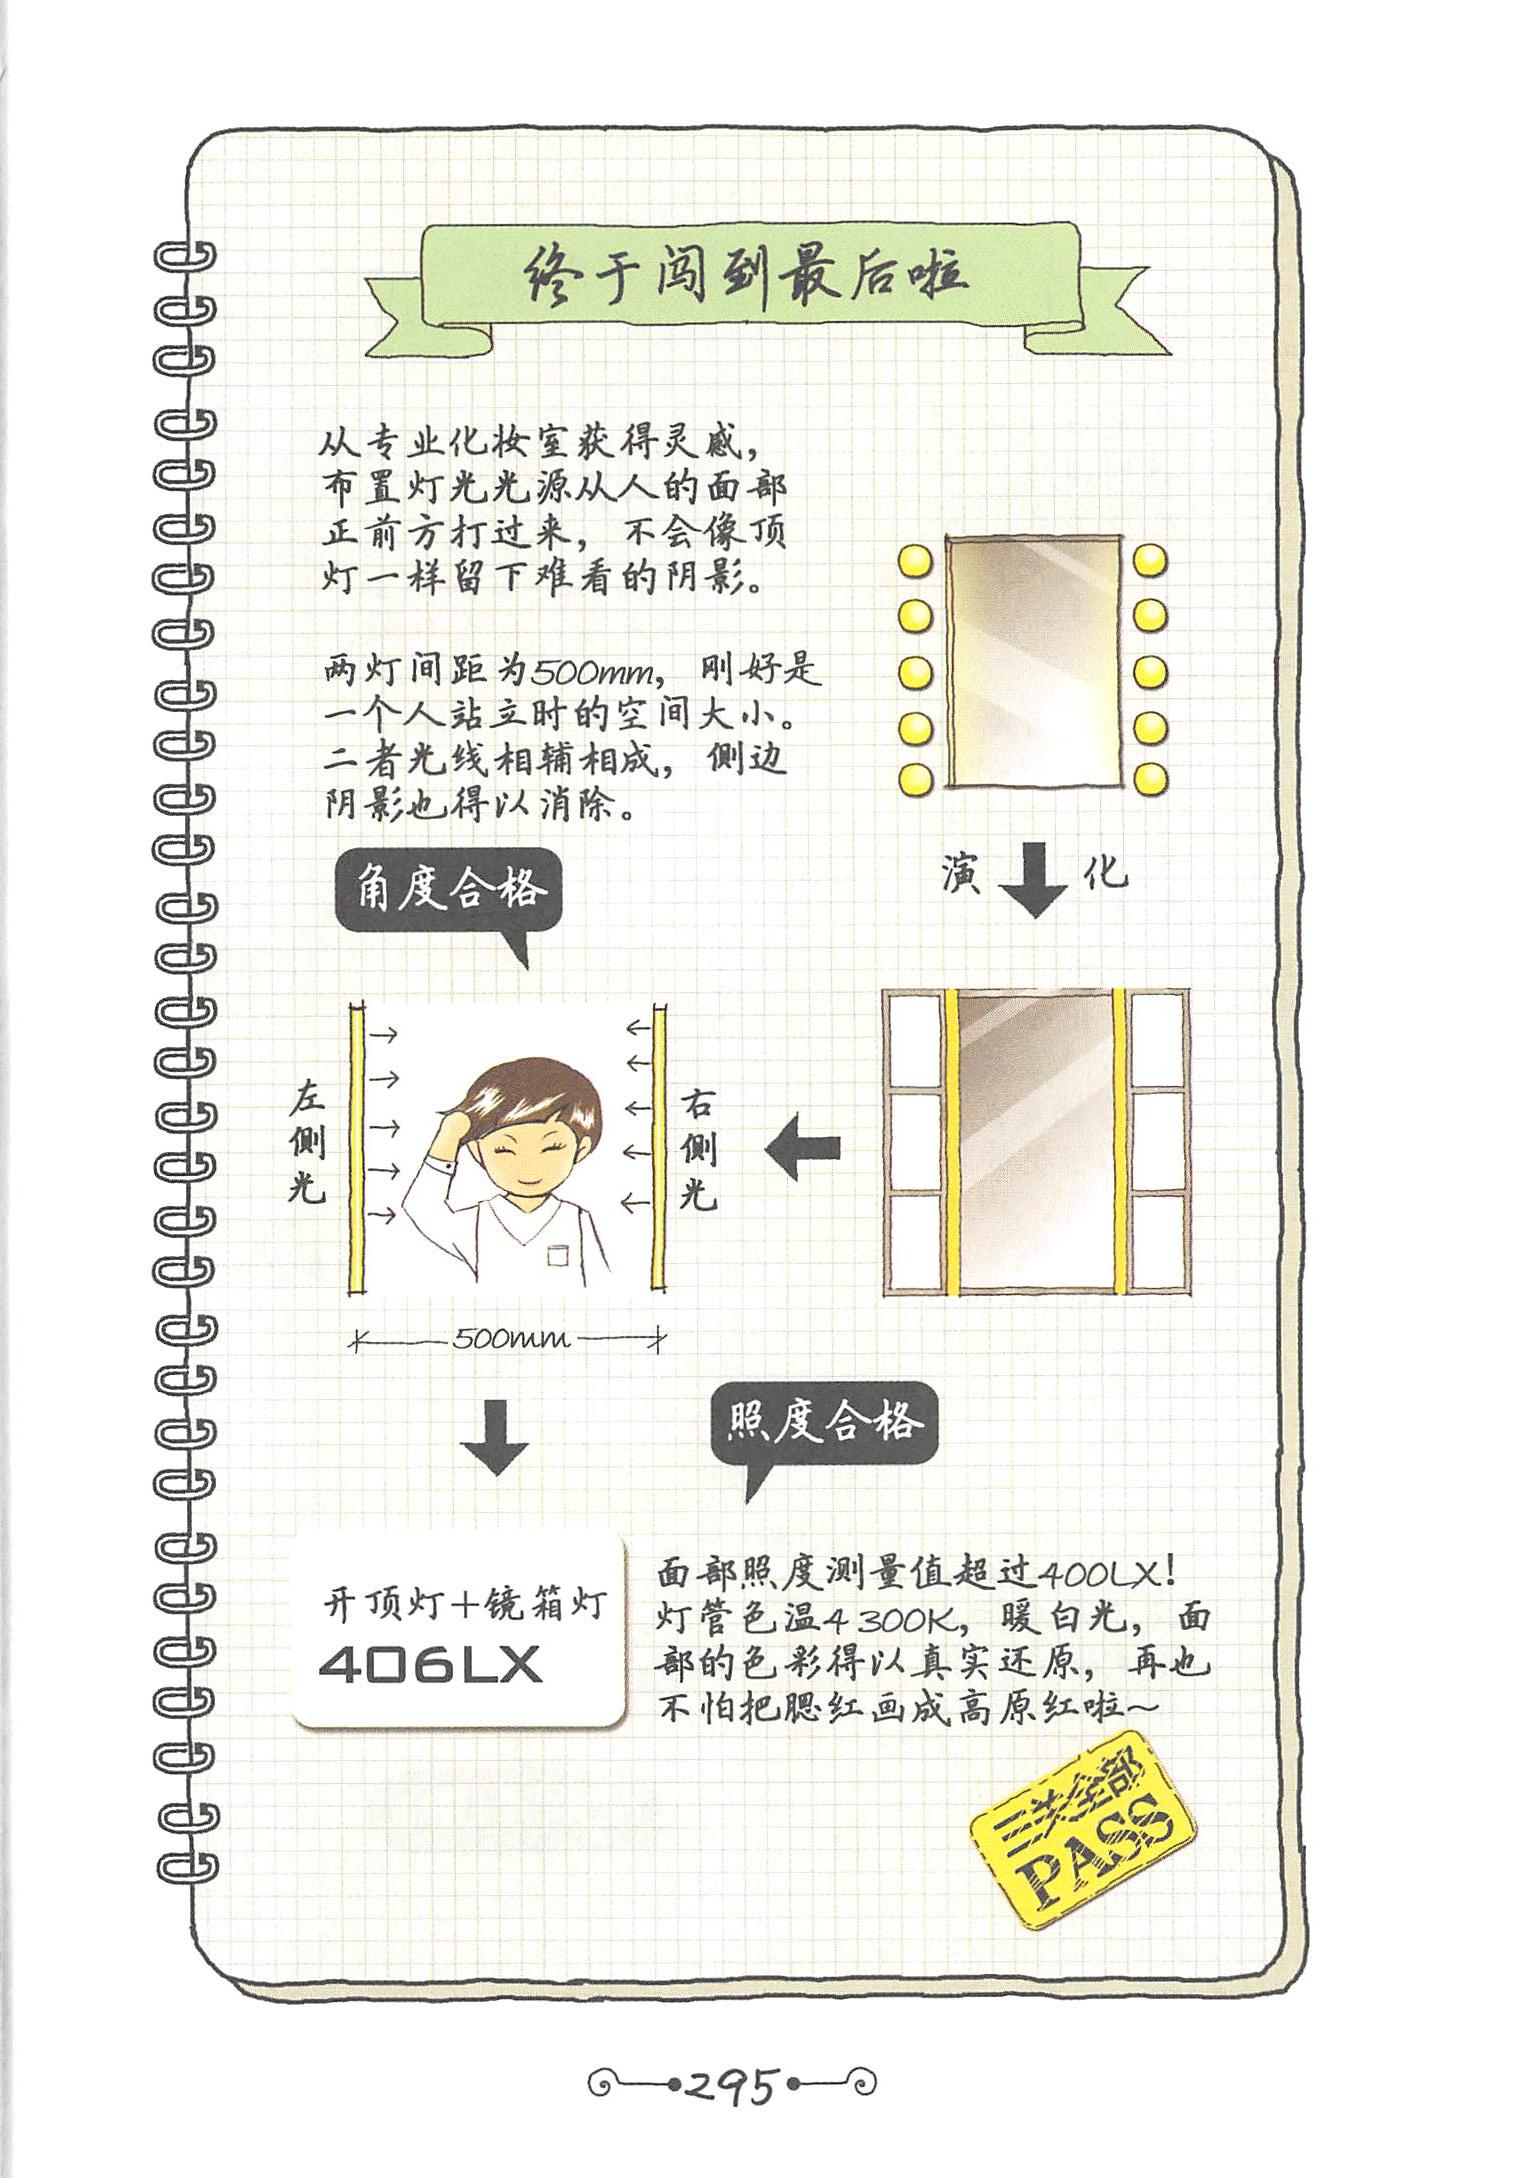 终于闯到最后啦
从专业化妆室获得灵感，
布置灯光光源从人的面部
正前方打过来，不会像顶
灯一样留下难看的阴影。
两灯间距为500mm，刚好是
一个人站立时的空间大小。
二者光线相辅相成，侧边
阴影也得以消除。
演化
角度合格
左侧光
右侧光
500mm
照度合格
开顶灯+镜箱灯
406LX
面部照度测量值超过400LX！
灯管色温4300K，暖白光，面
部的色彩得以真实还原，再也
不怕把腮红画成高原红啦~
三关全部
PASS
295